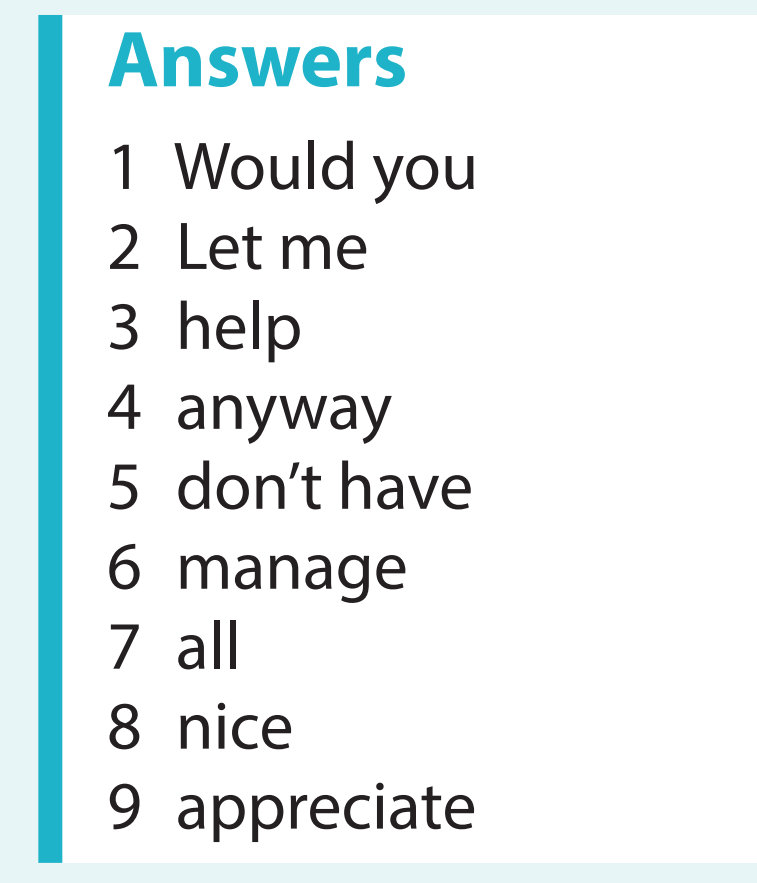 Answers
1 Would you
2 Let me
3 help
4 anyway
5 don't have
6 manage
7 all
8 nice
9 appreciate